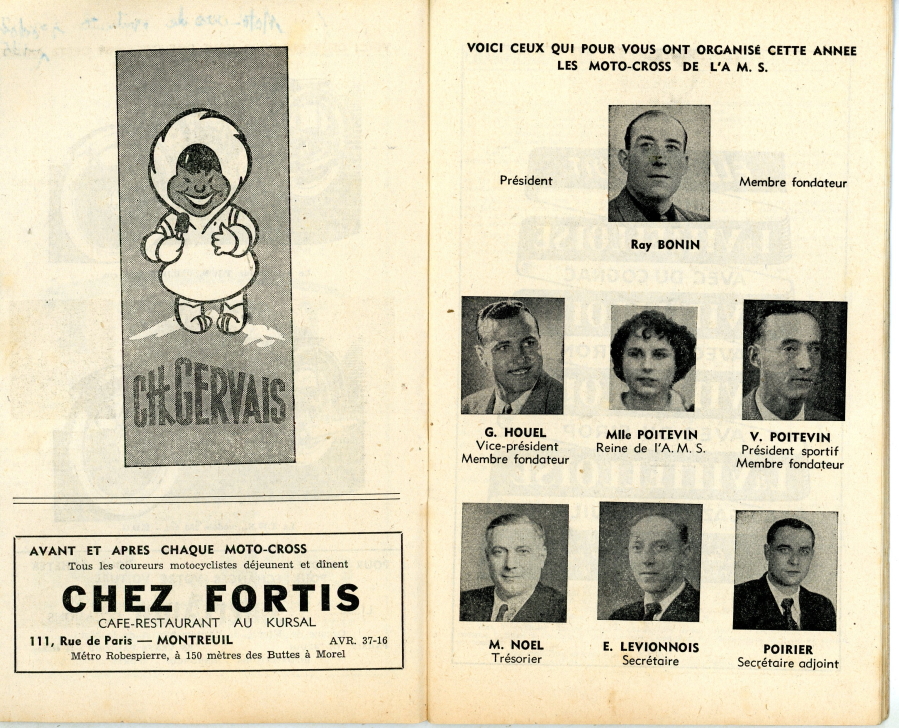 CH. GERVAIS
AVANT ET APRES CHAQUE MOTO-CROSS
Tous les coureurs motocyclistes déjeunent et dînent
CHEZ FORTIS
CAFE-RESTAURANT AU KURSAL
111, Rue de Paris — MONTREUIL AVR. 37-16
Métro Robespierre, à 150 mètres des Buttes à Morel
VOICI CEUX QUI POUR VOUS ONT ORGANISÉ CETTE ANNEE
LES MOTO-CROSS DE L'A M. S.
Président Membre fondateur
Ray BONIN
G. HOUEL
Vice-président
Membre fondateur
Mlle POITEVIN
Reine de l'A. M. S.
V. POITEVIN
Président sportif
Membre fondateur
M. NOEL
Trésorier
E. LEVIONNOIS
Secrétaire
POIRIER
Secrétaire adjoint